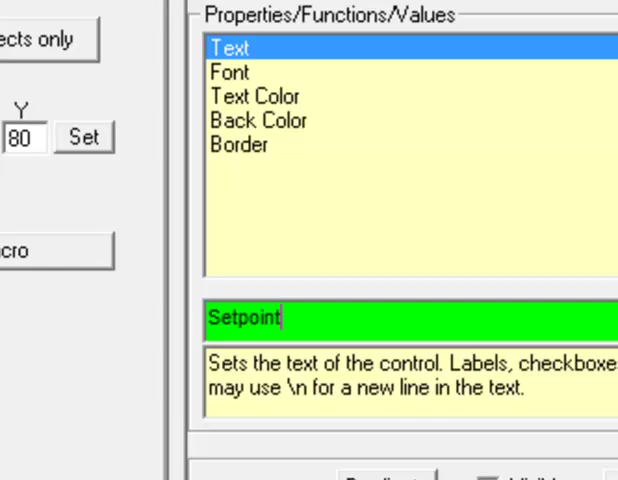 Properties/Functions/Values
ects only
Text
Font
Text Color
Back Color
Border
Y
80
Set
cro
Setpoint
Sets the text of the control. Labels, checkboxe
may use \n for a new line in the text.